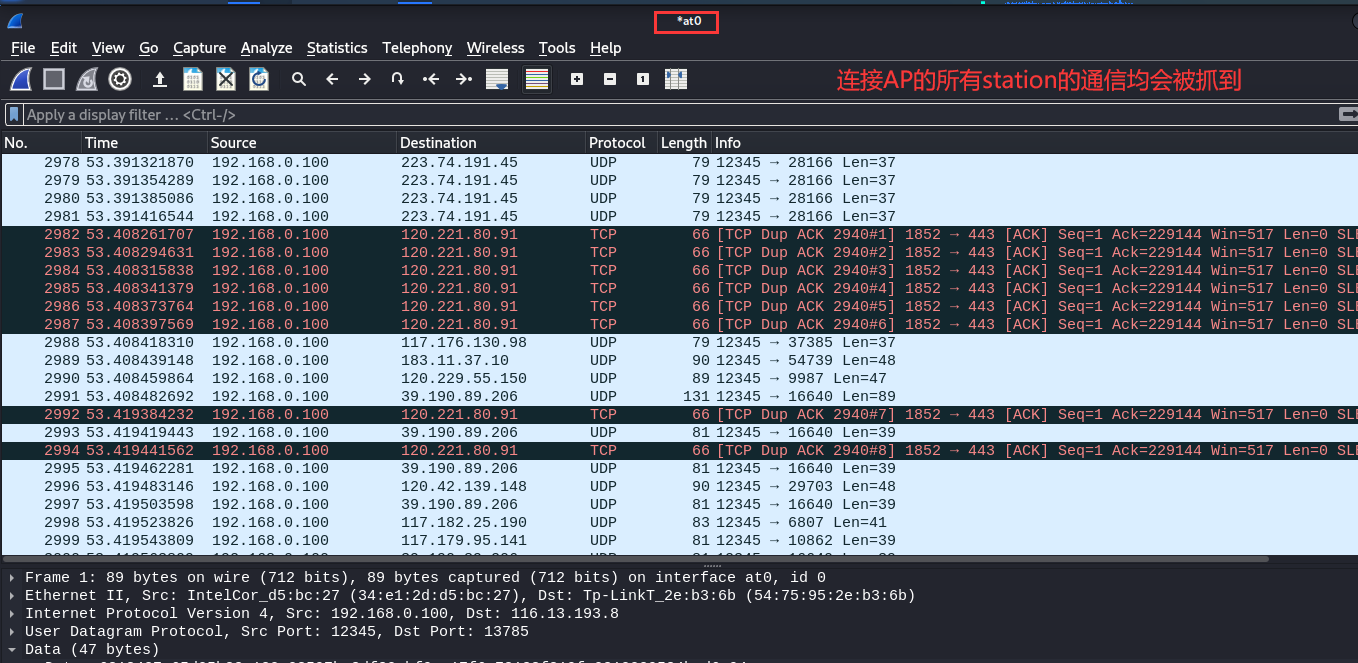 *at0
File Edit View Go Capture Analyze Statistics Telephony Wireless Tools Help
连接AP的所有station的通信均会被抓到
Apply a display filter … <Ctrl-/>
No. Time Source Destination Protocol Length Info
2978 53.391321870 192.168.0.100 223.74.191.45 UDP 79 12345 → 28166 Len=37
2979 53.391354289 192.168.0.100 223.74.191.45 UDP 79 12345 → 28166 Len=37
2980 53.391385086 192.168.0.100 223.74.191.45 UDP 79 12345 → 28166 Len=37
2981 53.391416544 192.168.0.100 223.74.191.45 UDP 79 12345 → 28166 Len=37
2982 53.408261707 192.168.0.100 120.221.80.91 TCP 66 [TCP Dup ACK 2940#1] 1852 → 443 [ACK] Seq=1 Ack=229144 Win=517 Len=0 SLE
2983 53.408294631 192.168.0.100 120.221.80.91 TCP 66 [TCP Dup ACK 2940#2] 1852 → 443 [ACK] Seq=1 Ack=229144 Win=517 Len=0 SLE
2984 53.408315838 192.168.0.100 120.221.80.91 TCP 66 [TCP Dup ACK 2940#3] 1852 → 443 [ACK] Seq=1 Ack=229144 Win=517 Len=0 SLE
2985 53.408341379 192.168.0.100 120.221.80.91 TCP 66 [TCP Dup ACK 2940#4] 1852 → 443 [ACK] Seq=1 Ack=229144 Win=517 Len=0 SLE
2986 53.408373764 192.168.0.100 120.221.80.91 TCP 66 [TCP Dup ACK 2940#5] 1852 → 443 [ACK] Seq=1 Ack=229144 Win=517 Len=0 SLE
2987 53.408397569 192.168.0.100 120.221.80.91 TCP 66 [TCP Dup ACK 2940#6] 1852 → 443 [ACK] Seq=1 Ack=229144 Win=517 Len=0 SLE
2988 53.408418310 192.168.0.100 117.176.130.98 UDP 79 12345 → 37385 Len=37
2989 53.408439148 192.168.0.100 183.11.37.10 UDP 90 12345 → 54739 Len=48
2990 53.408459864 192.168.0.100 120.229.55.150 UDP 89 12345 → 9987 Len=47
2991 53.408482692 192.168.0.100 39.190.89.206 UDP 131 12345 → 16640 Len=89
2992 53.419384232 192.168.0.100 120.221.80.91 TCP 66 [TCP Dup ACK 2940#7] 1852 → 443 [ACK] Seq=1 Ack=229144 Win=517 Len=0 SLE
2993 53.419419443 192.168.0.100 39.190.89.206 UDP 81 12345 → 16640 Len=39
2994 53.419441562 192.168.0.100 120.221.80.91 TCP 66 [TCP Dup ACK 2940#8] 1852 → 443 [ACK] Seq=1 Ack=229144 Win=517 Len=0 SLE
2995 53.419462281 192.168.0.100 39.190.89.206 UDP 81 12345 → 16640 Len=39
2996 53.419483146 192.168.0.100 120.42.139.148 UDP 90 12345 → 29703 Len=48
2997 53.419503598 192.168.0.100 39.190.89.206 UDP 81 12345 → 16640 Len=39
2998 53.419523826 192.168.0.100 117.182.25.190 UDP 83 12345 → 6807 Len=41
2999 53.419543809 192.168.0.100 117.179.95.141 UDP 81 12345 → 10862 Len=39
Frame 1: 89 bytes on wire (712 bits), 89 bytes captured (712 bits) on interface at0, id 0
Ethernet II, Src: IntelCor_d5:bc:27 (34:e1:2d:d5:bc:27), Dst: Tp-LinkT_2e:b3:6b (54:75:95:2e:b3:6b)
Internet Protocol Version 4, Src: 192.168.0.100, Dst: 116.13.193.8
User Datagram Protocol, Src Port: 12345, Dst Port: 13785
Data (47 bytes)